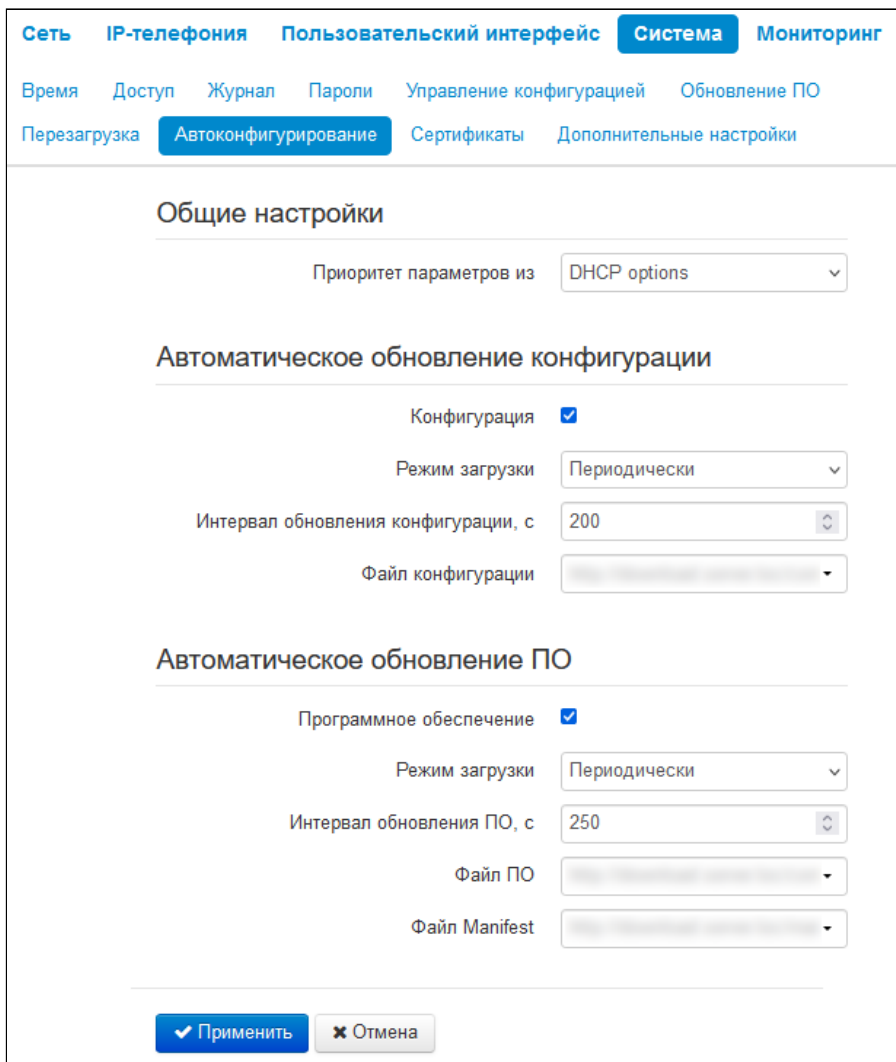 Сеть IP-телефония Пользовательский интерфейс Система Мониторинг
Время Доступ Журнал Пароли Управление конфигурацией Обновление ПО
Перезагрузка Автоконфигурирование Сертификаты Дополнительные настройки
Общие настройки
Приоритет параметров из DHCP options
Автоматическое обновление конфигурации
Конфигурация
Режим загрузки Периодически
Интервал обновления конфигурации, с 200
Файл конфигурации
Автоматическое обновление ПО
Программное обеспечение
Режим загрузки Периодически
Интервал обновления ПО, с 250
Файл ПО
Файл Manifest
Применить Отмена